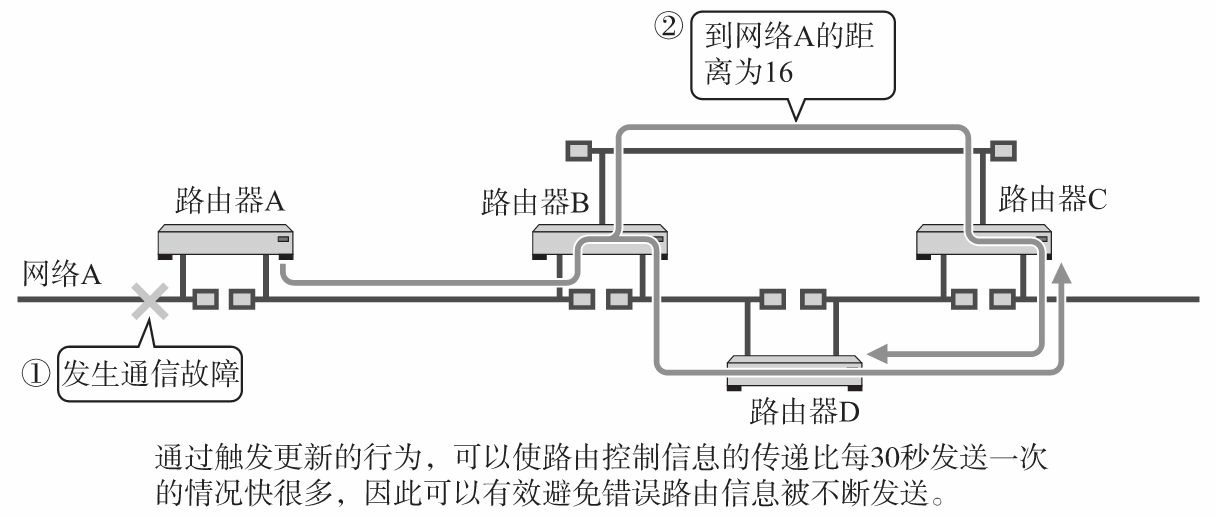 ②
到网络A的距
离为16
路由器A
路由器B
路由器C
网络A
①
发生通信故障
路由器D
通过触发更新的行为，可以使路由控制信息的传递比每30秒发送一次
的情况快很多，因此可以有效避免错误路由信息被不断发送。